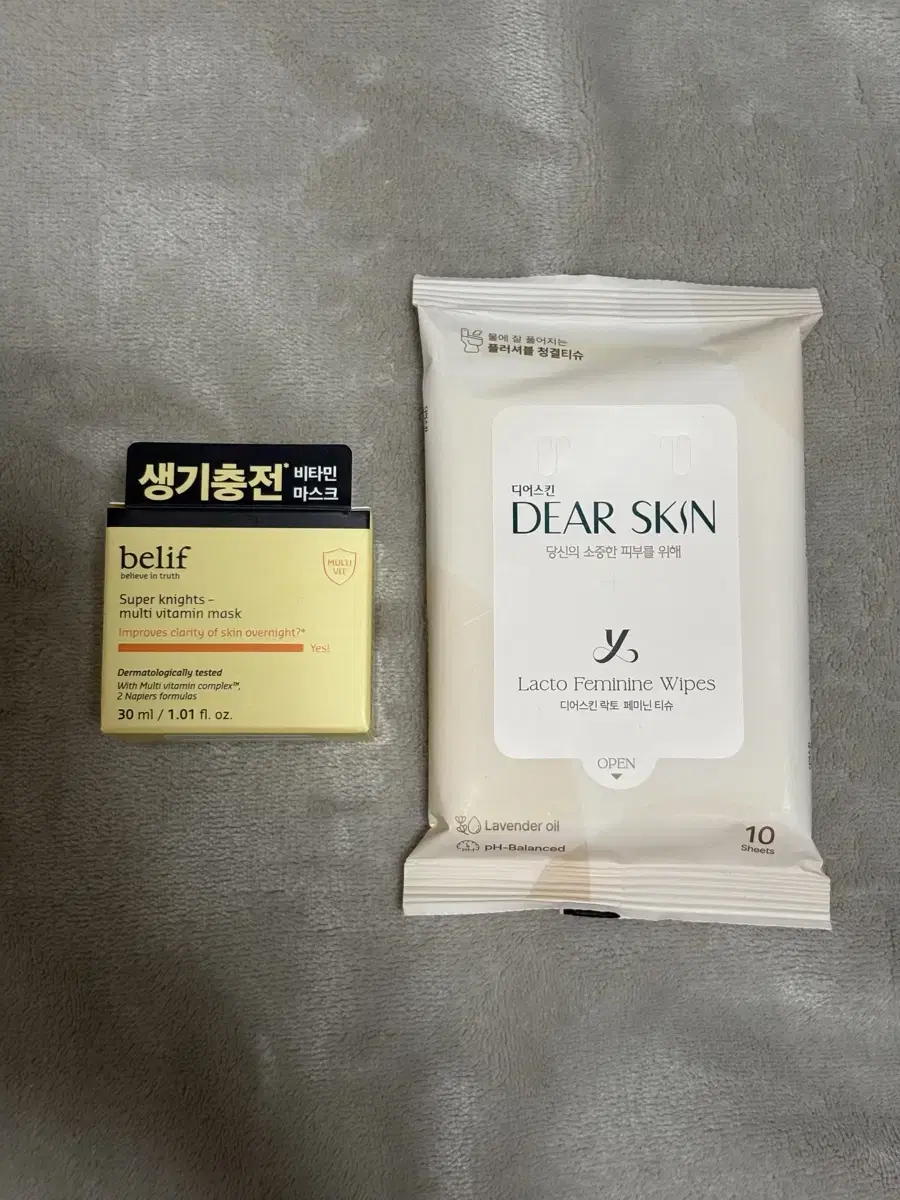 생기충전* 비타민
마스크
belif
believe in truth
MULTI
VIT
Super knights –
multi vitamin mask
Improves clarity of skin overnight?*
Yes!
Dermatologically tested
With Multi vitamin complex™,
2 Napiers formulas
30 ml / 1.01 fl. oz.
물에 잘 풀어지는
플러셔블 청결티슈
디어스킨
DEAR SKIN
당신의 소중한 피부를 위해
y
Lacto Feminine Wipes
디어스킨 락토 페미닌 티슈
OPEN
Lavender oil
pH-Balanced
10
Sheets